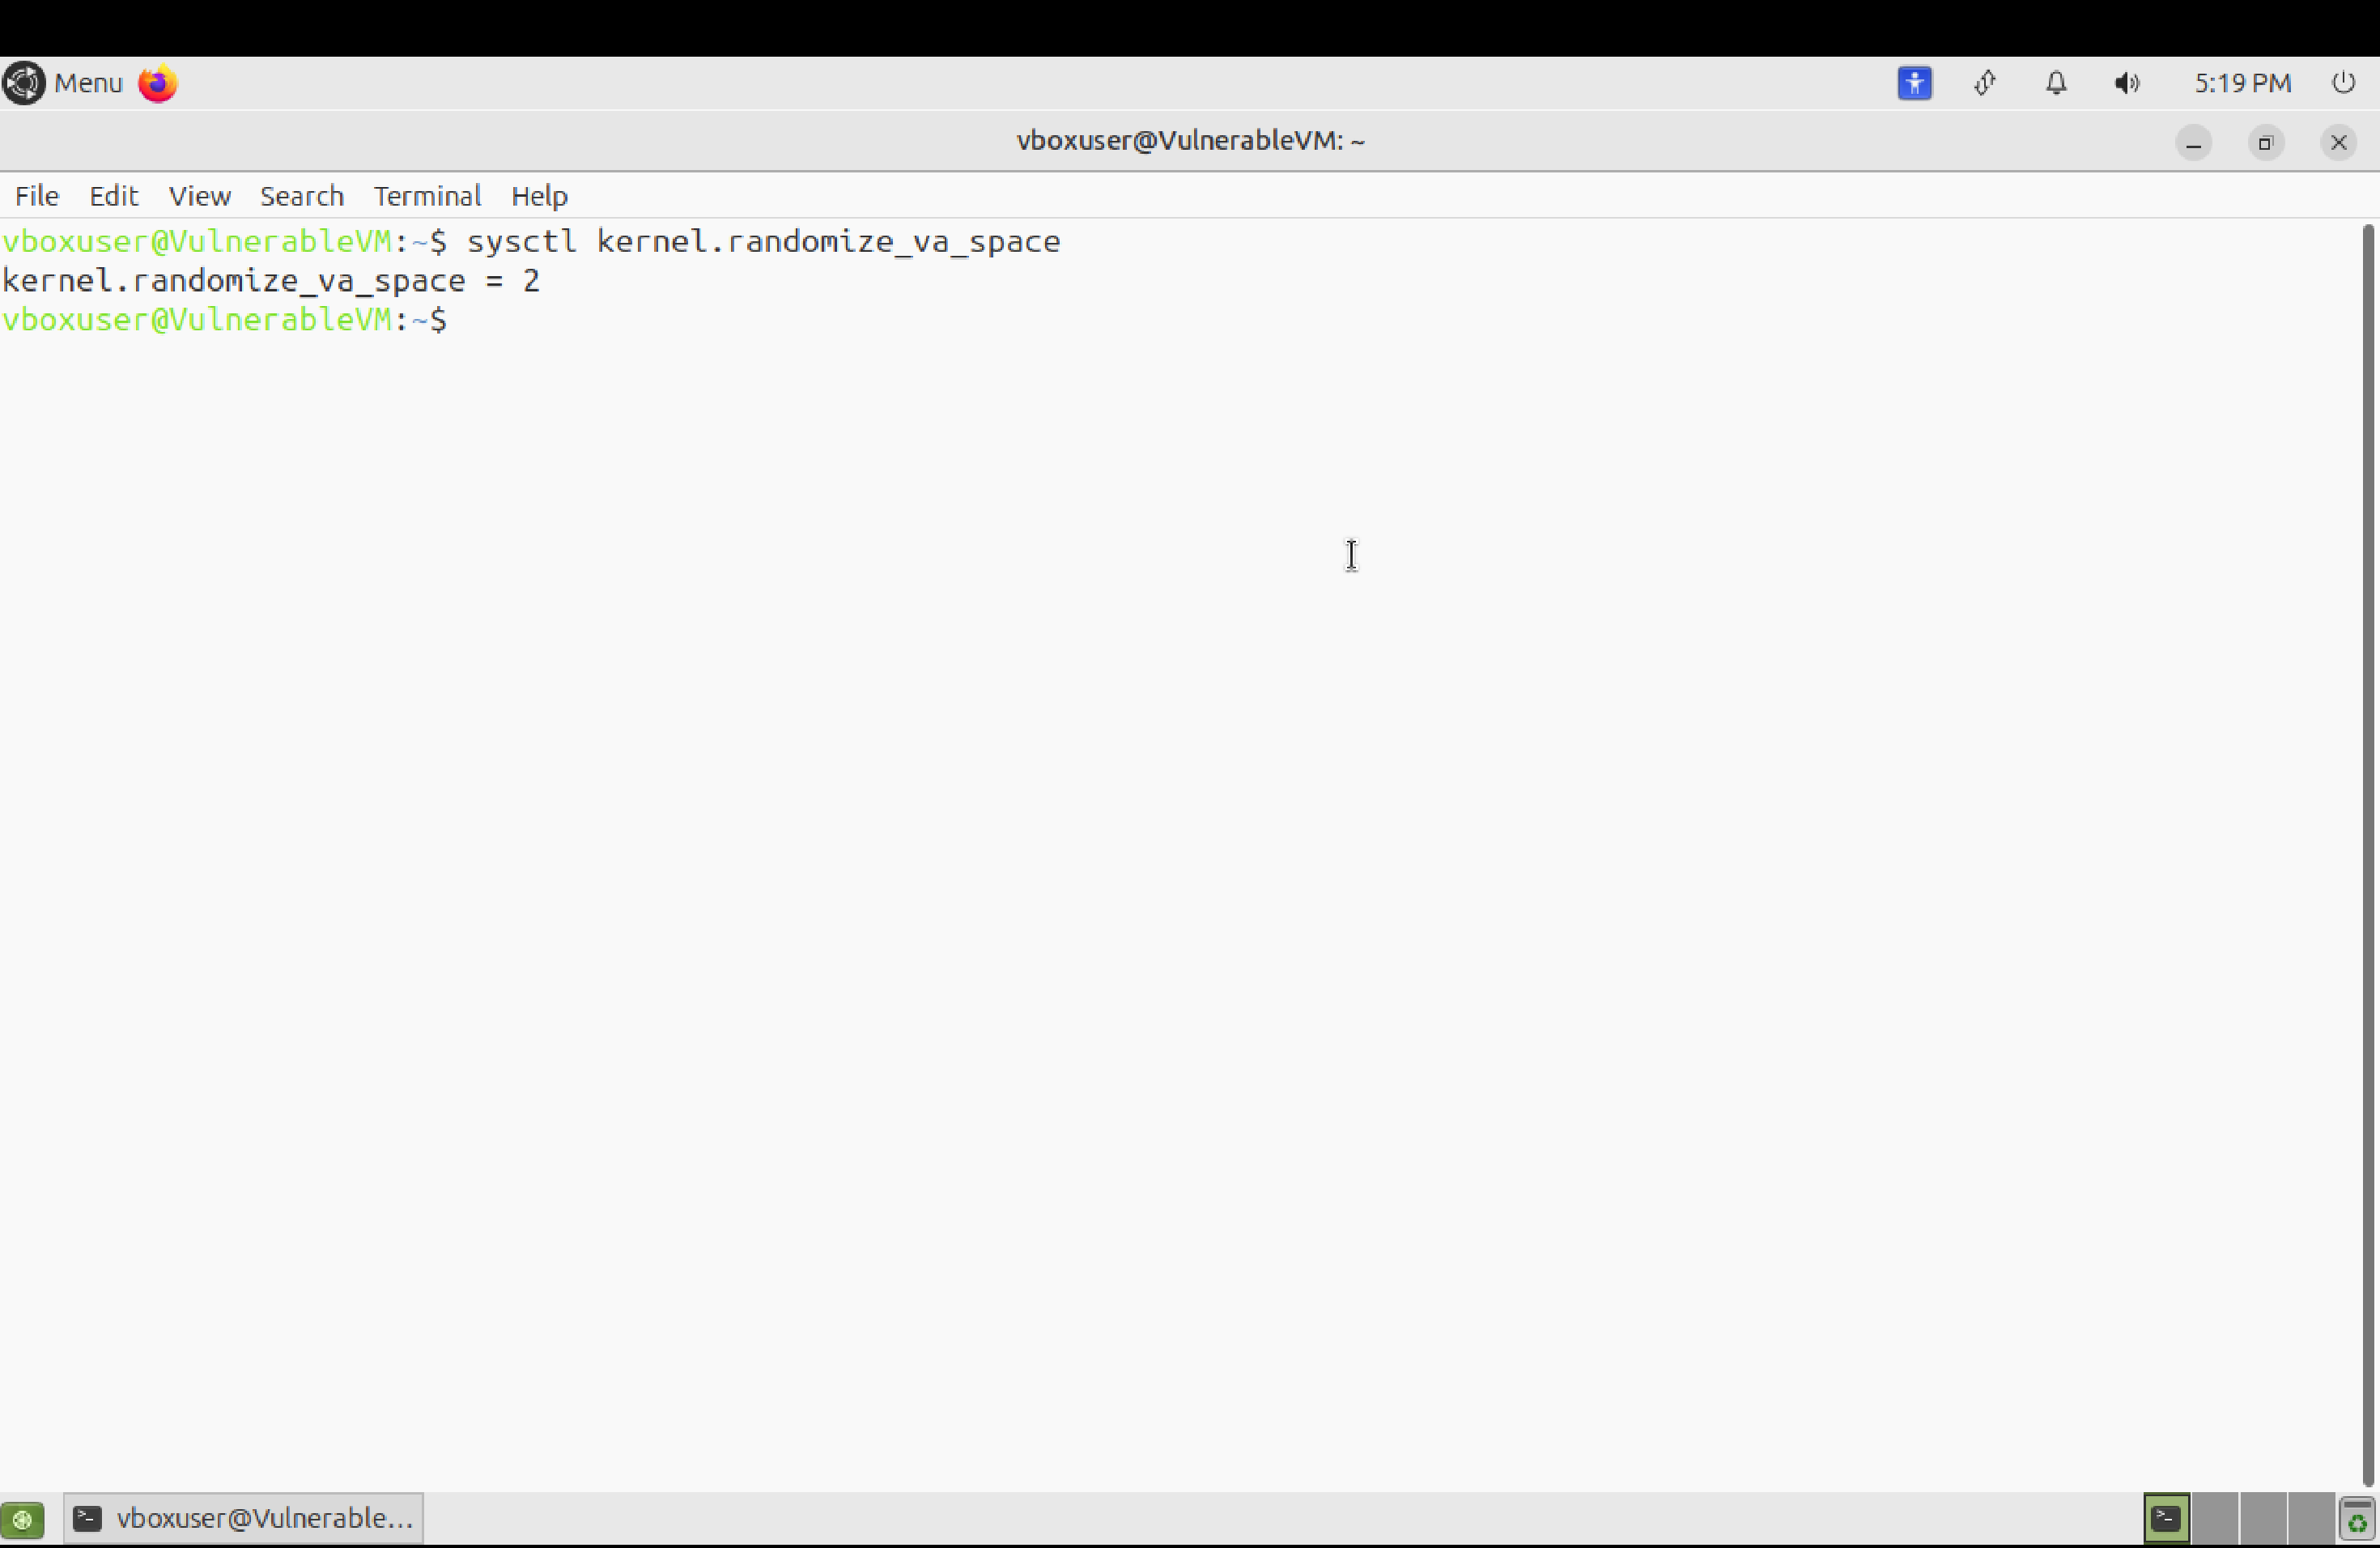 Menu 5:19 PM
vboxuser@VulnerableVM: ~
File Edit View Search Terminal Help
vboxuser@VulnerableVM:~$ sysctl kernel.randomize_va_space
kernel.randomize_va_space = 2
vboxuser@VulnerableVM:~$
vboxuser@Vulnerable...